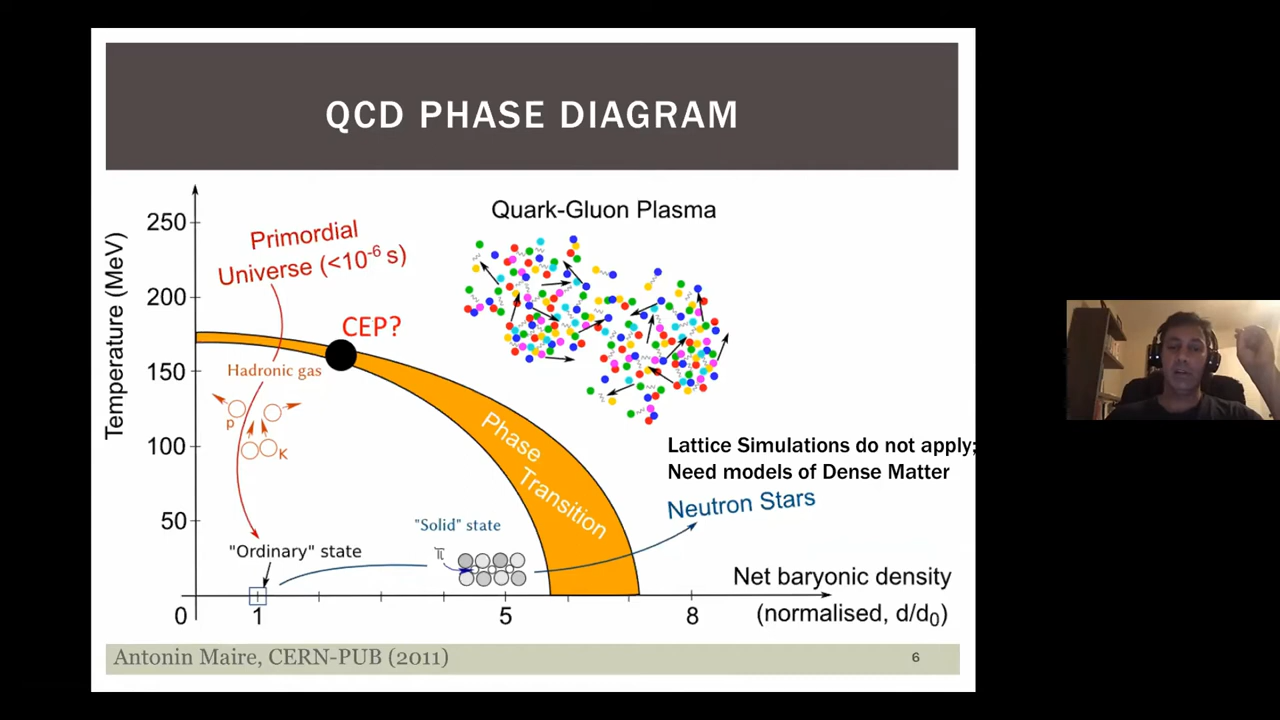 QCD PHASE DIAGRAM
Temperature (MeV)
250
200
150
100
50
0
1
5
8
Primordial
Universe (<10⁻⁶ s)
Quark-Gluon Plasma
CEP?
Hadronic gas
p
K
Phase
Transition
Lattice Simulations do not apply;
Need models of Dense Matter
Neutron Stars
"Solid" state
π
"Ordinary" state
Net baryonic density
(normalised, d/d₀)
Antonin Maire, CERN-PUB (2011)
6